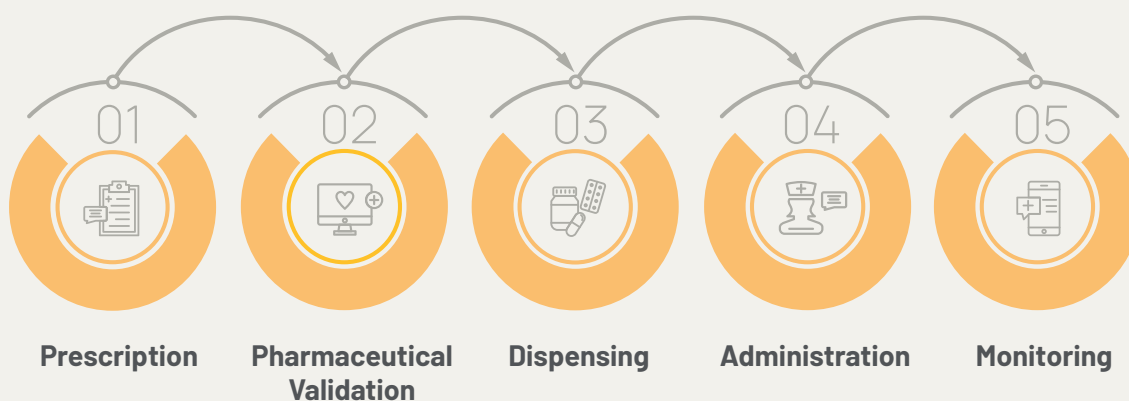 01
02
03
04
05
Prescription
Pharmaceutical
Validation
Dispensing
Administration
Monitoring